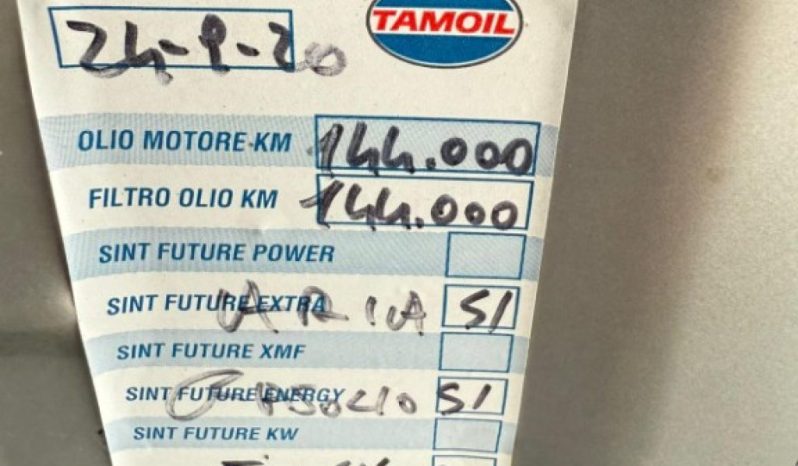 TAMOIL
24-9-20
OLIO MOTORE-KM 144.000
FILTRO OLIO KM 144.000
SINT FUTURE POWER
SINT FUTURE EXTRA ARIA SI
SINT FUTURE XMF
SINT FUTURE ENERGY SI
SINT FUTURE KW